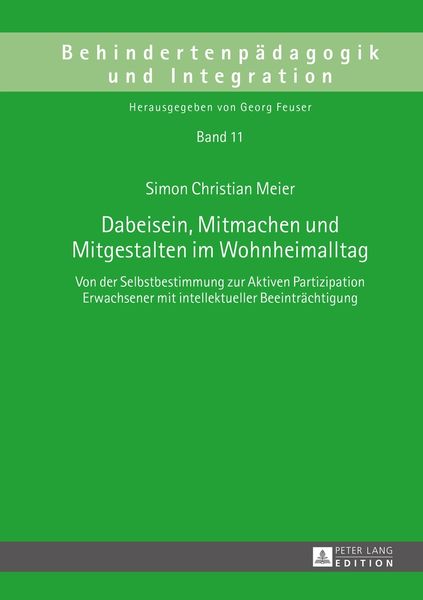 Behindertenpädagogik
und Integration
Herausgegeben von Georg Feuser
Band 11
Simon Christian Meier
Dabeisein, Mitmachen und
Mitgestalten im Wohnheimalltag
Von der Selbstbestimmung zur Aktiven Partizipation
Erwachsener mit intellektueller Beeinträchtigung
PETER LANG
EDITION